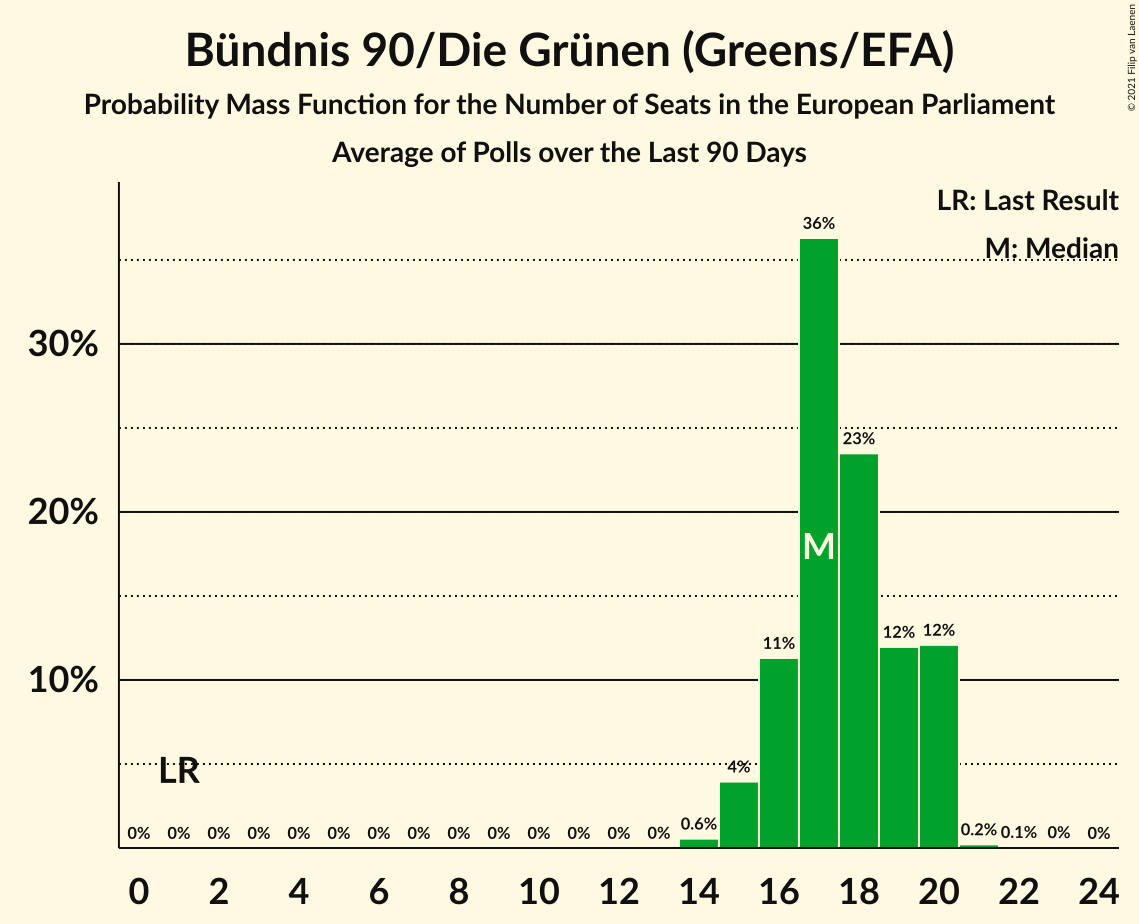 Bündnis 90/Die Grünen (Greens/EFA)
Probability Mass Function for the Number of Seats in the European Parliament
Average of Polls over the Last 90 Days
© 2021 Filip van Laenen
LR: Last Result
M: Median
36%
30%
23%
20%
M
12% 12%
11%
10%
LR
4%
0% 0% 0% 0% 0% 0% 0% 0% 0% 0% 0% 0% 0% 0% 0.6% 0.2% 0.1% 0% 0%
0 2 4 6 8 10 12 14 16 18 20 22 24